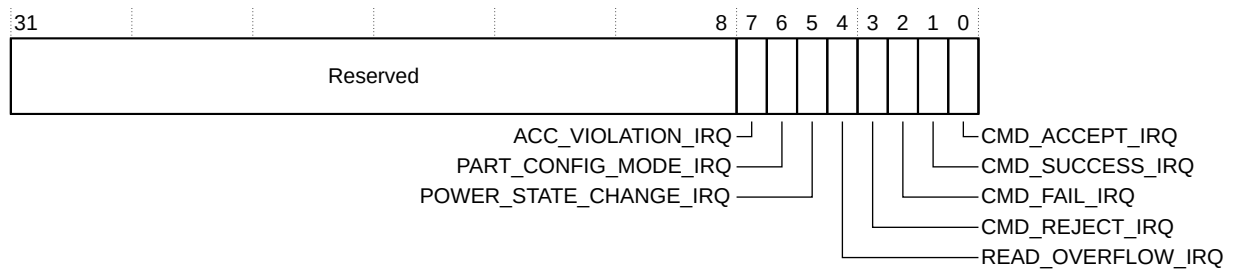 31 8 7 6 5 4 3 2 1 0
Reserved
ACC_VIOLATION_IRQ CMD_ACCEPT_IRQ
PART_CONFIG_MODE_IRQ CMD_SUCCESS_IRQ
POWER_STATE_CHANGE_IRQ CMD_FAIL_IRQ
CMD_REJECT_IRQ
READ_OVERFLOW_IRQ